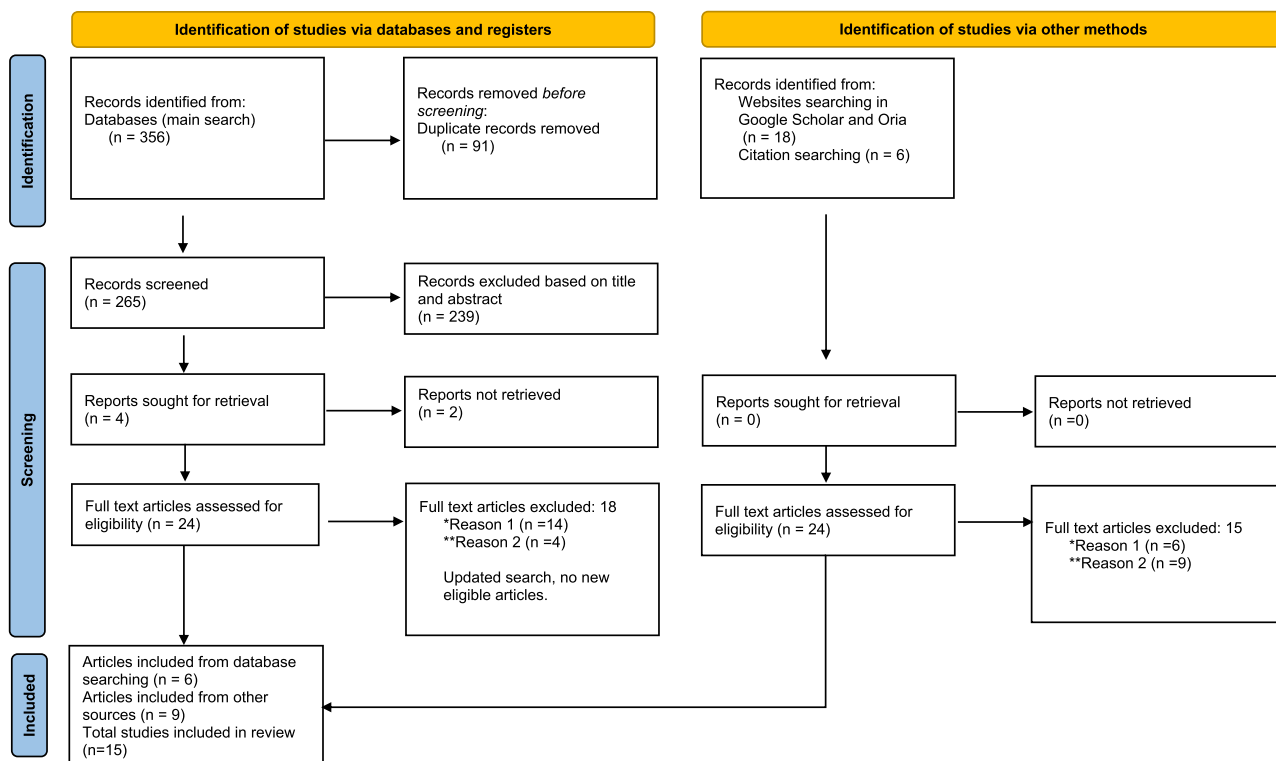 Identification of studies via databases and registers
Identification of studies via other methods
Identification
Records identified from:
Databases (main search)
(n = 356)
Records removed before
screening:
Duplicate records removed
(n = 91)
Records identified from:
Websites searching in
Google Scholar and Oria
(n = 18)
Citation searching (n = 6)
Screening
Records screened
(n = 265)
Records excluded based on title
and abstract
(n = 239)
Reports sought for retrieval
(n = 4)
Reports not retrieved
(n = 2)
Reports sought for retrieval
(n = 0)
Reports not retrieved
(n =0)
Full text articles assessed for
eligibility (n = 24)
Full text articles excluded: 18
*Reason 1 (n =14)
**Reason 2 (n =4)
Updated search, no new
eligible articles.
Full text articles assessed for
eligibility (n = 24)
Full text articles excluded: 15
*Reason 1 (n =6)
**Reason 2 (n =9)
Included
Articles included from database
searching (n = 6)
Articles included from other
sources (n = 9)
Total studies included in review
(n=15)